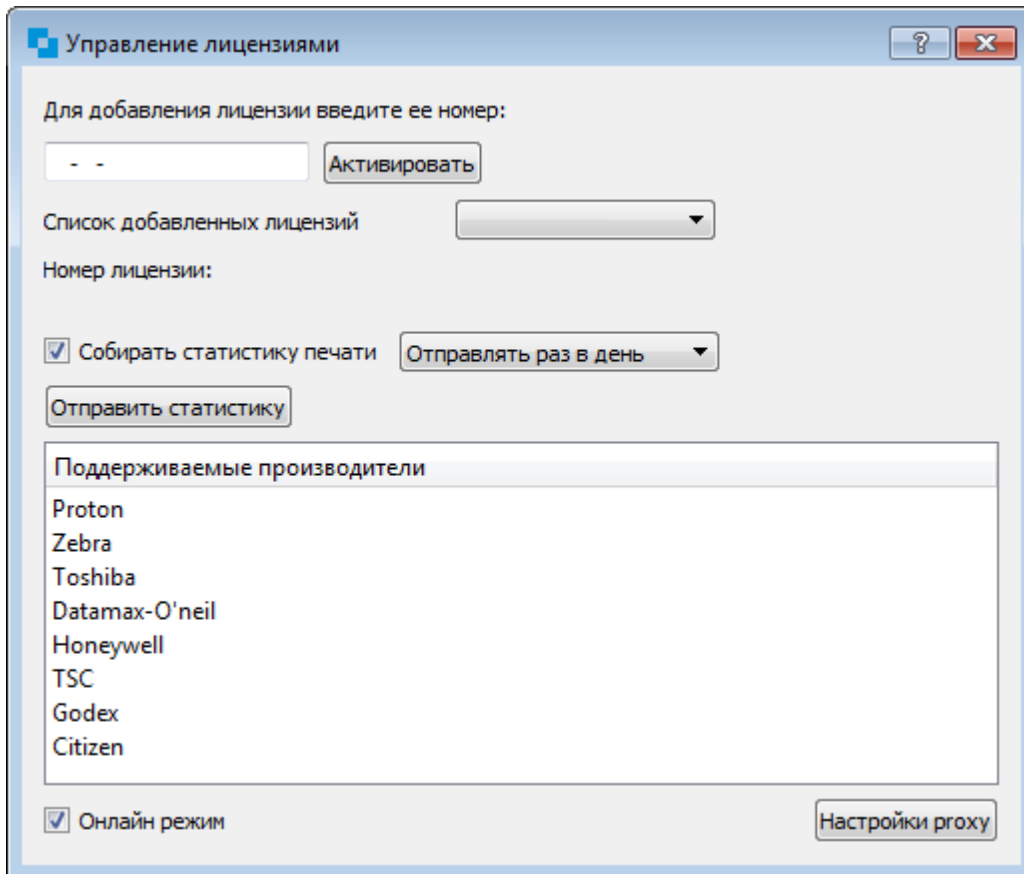 Управление лицензиями
?
Для добавления лицензии введите ее номер:
- -
Активировать
Список добавленных лицензий
Номер лицензии:
Собирать статистику печати
Отправлять раз в день
Отправить статистику
Поддерживаемые производители
Proton
Zebra
Toshiba
Datamax-O'neil
Honeywell
TSC
Godex
Citizen
Онлайн режим
Настройки proxy